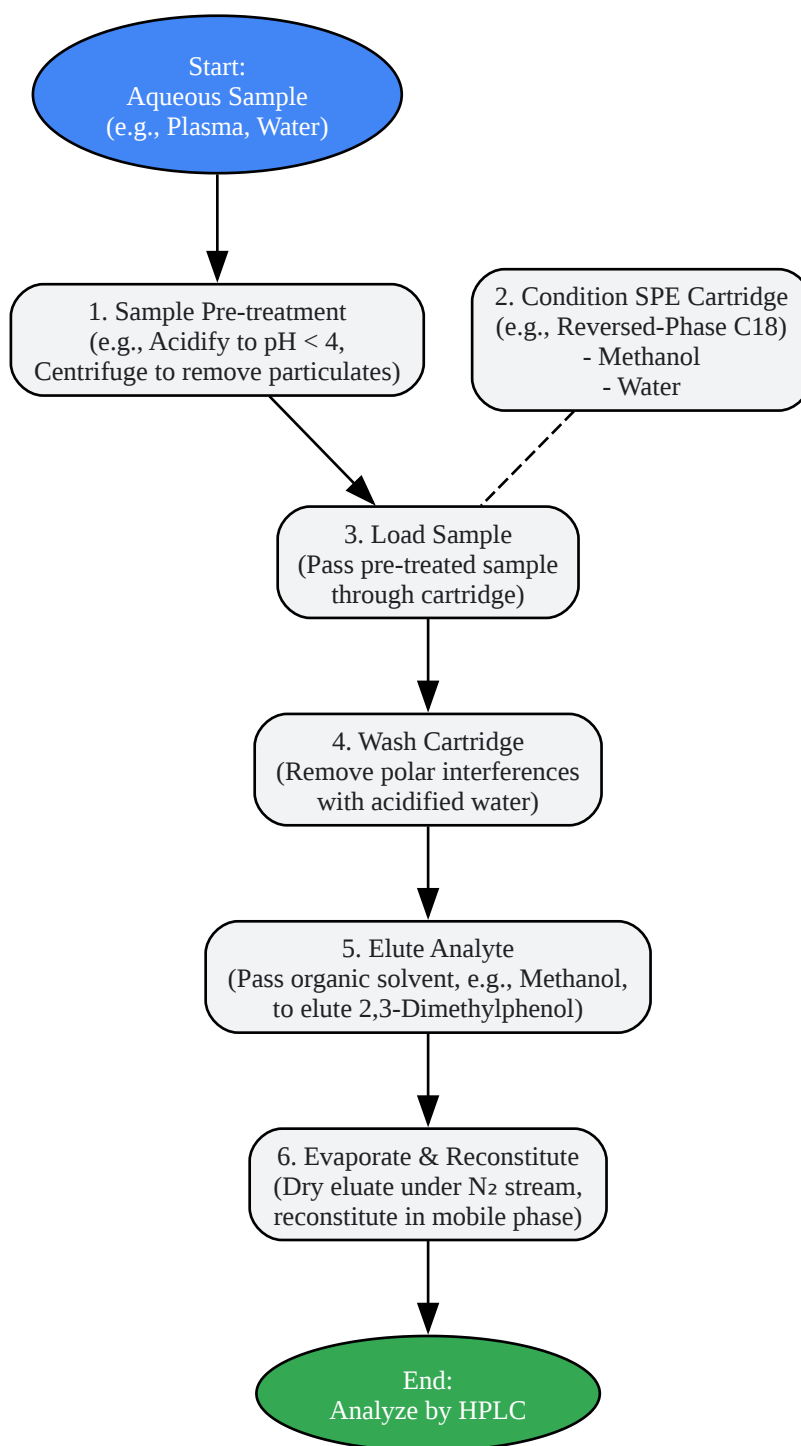 Start:
Aqueous Sample
(e.g., Plasma, Water)
1. Sample Pre-treatment
(e.g., Acidify to pH < 4,
Centrifuge to remove particulates)
2. Condition SPE Cartridge
(e.g., Reversed-Phase C18)
- Methanol
- Water
3. Load Sample
(Pass pre-treated sample
through cartridge)
4. Wash Cartridge
(Remove polar interferences
with acidified water)
5. Elute Analyte
(Pass organic solvent, e.g., Methanol,
to elute 2,3-Dimethylphenol)
6. Evaporate & Reconstitute
(Dry eluate under N₂ stream,
reconstitute in mobile phase)
End:
Analyze by HPLC